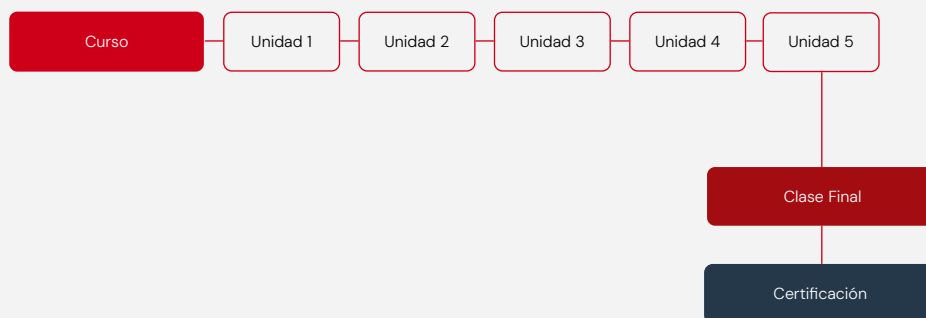 Curso
Unidad 1
Unidad 2
Unidad 3
Unidad 4
Unidad 5
Clase Final
Certificación